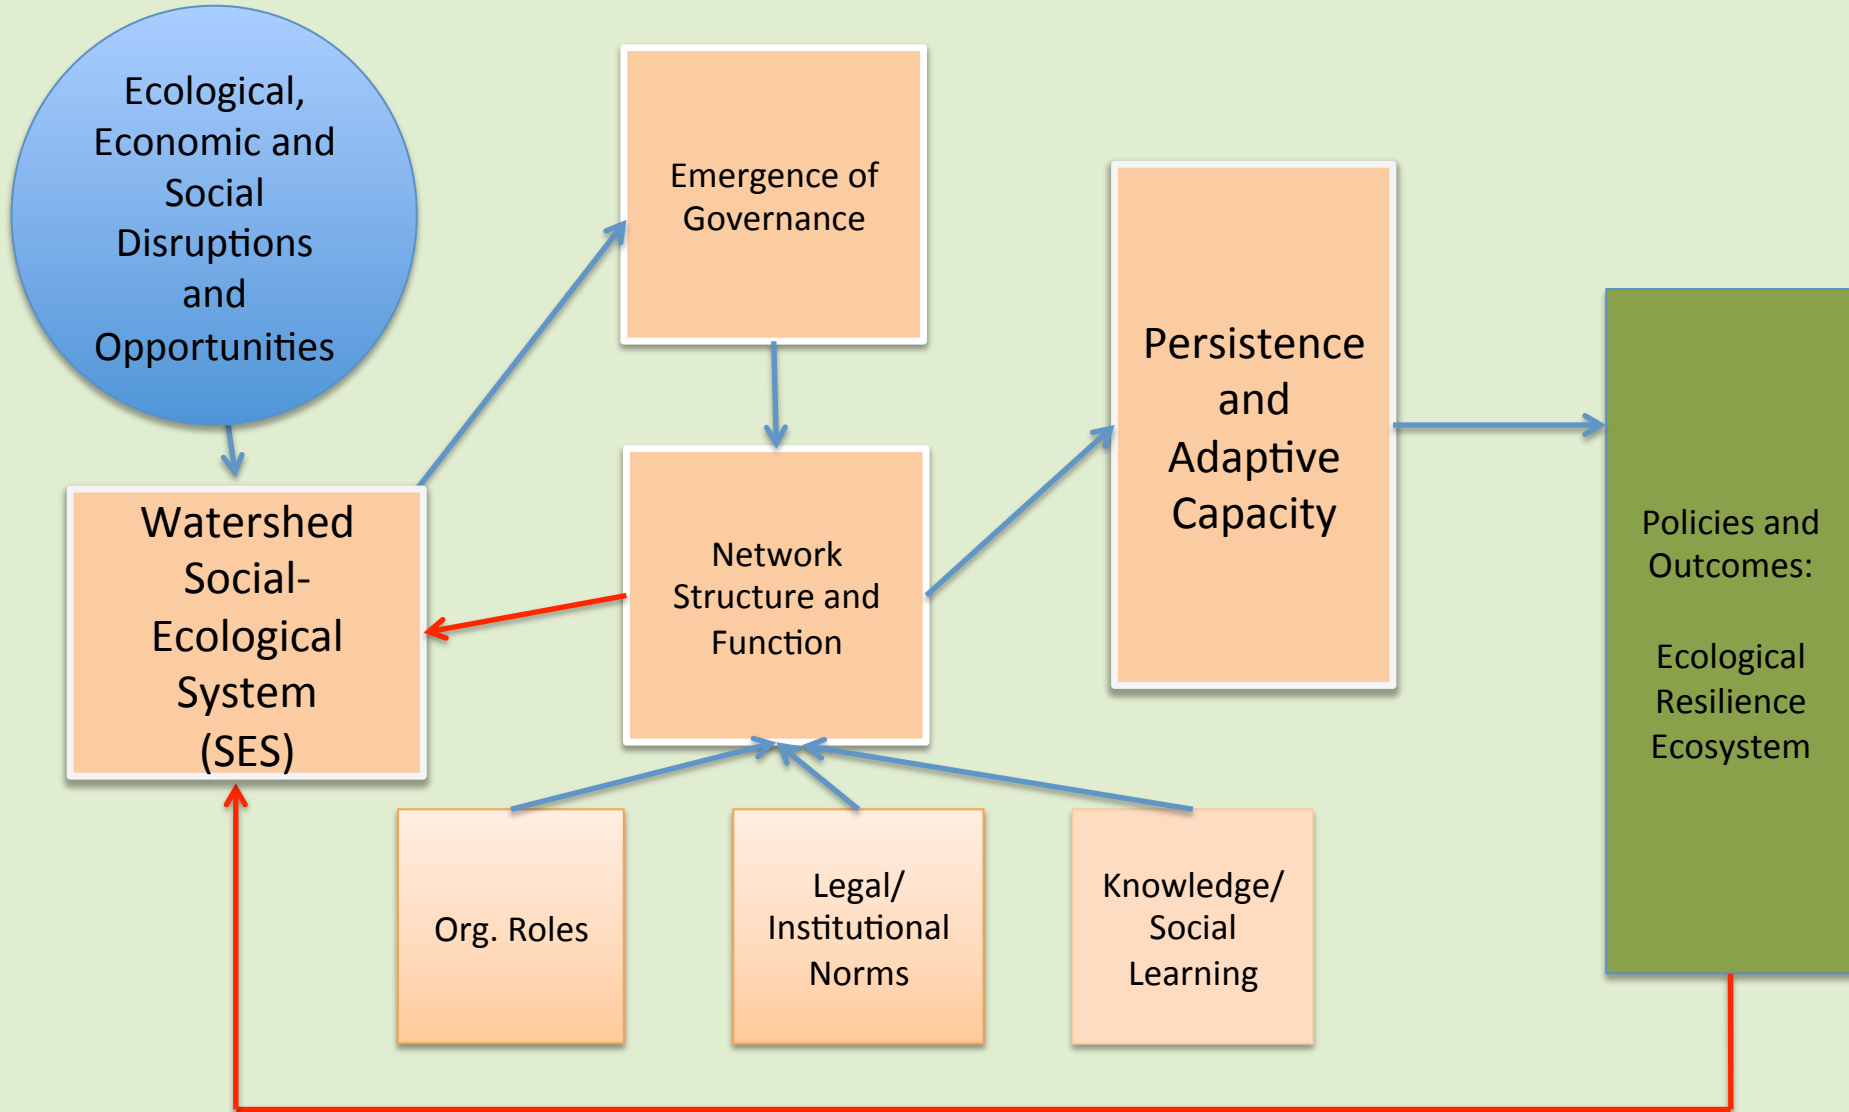 Ecological,
Economic and
Social
Disruptions
and
Opportunities
Emergence of
Governance
Persistence
and
Adaptive
Capacity
Watershed
Social-
Ecological
System
(SES)
Network
Structure and
Function
Policies and
Outcomes:
Ecological
Resilience
Ecosystem
Org. Roles
Legal/
Institutional
Norms
Knowledge/
Social
Learning